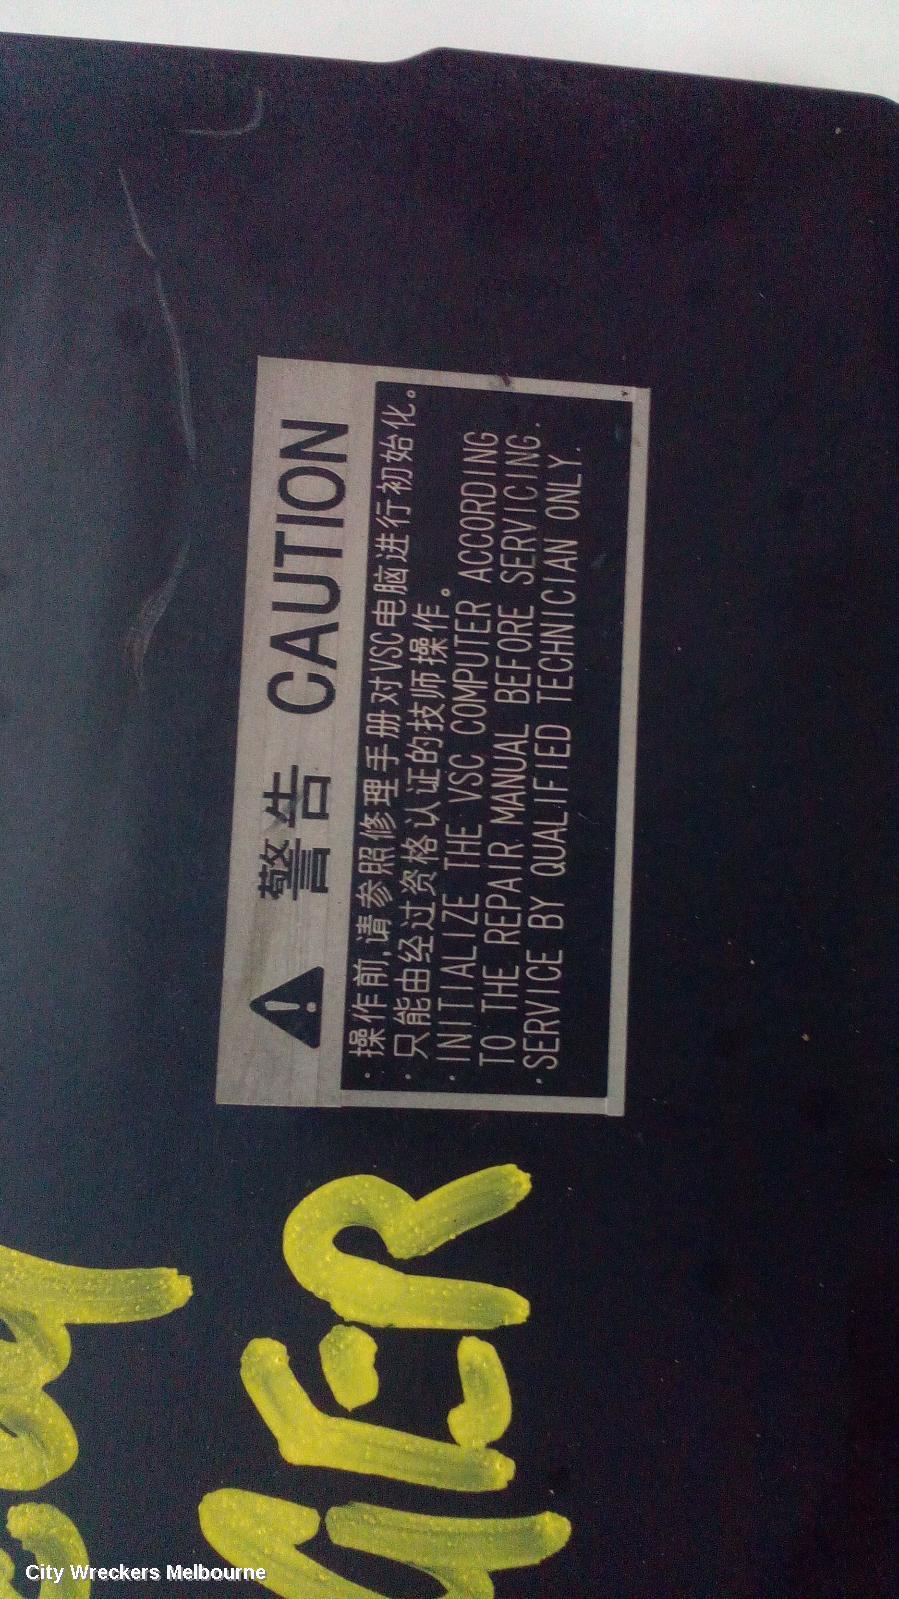 警告 CAUTION
·操作前,请参照修理手册对VSC电脑进行初始化。
·只能由经过资格认证的技师操作。
·INITIALIZE THE VSC COMPUTER ACCORDING
TO THE REPAIR MANUAL BEFORE SERVICING.
·SERVICE BY QUALIFIED TECHNICIAN ONLY.
City Wreckers Melbourne